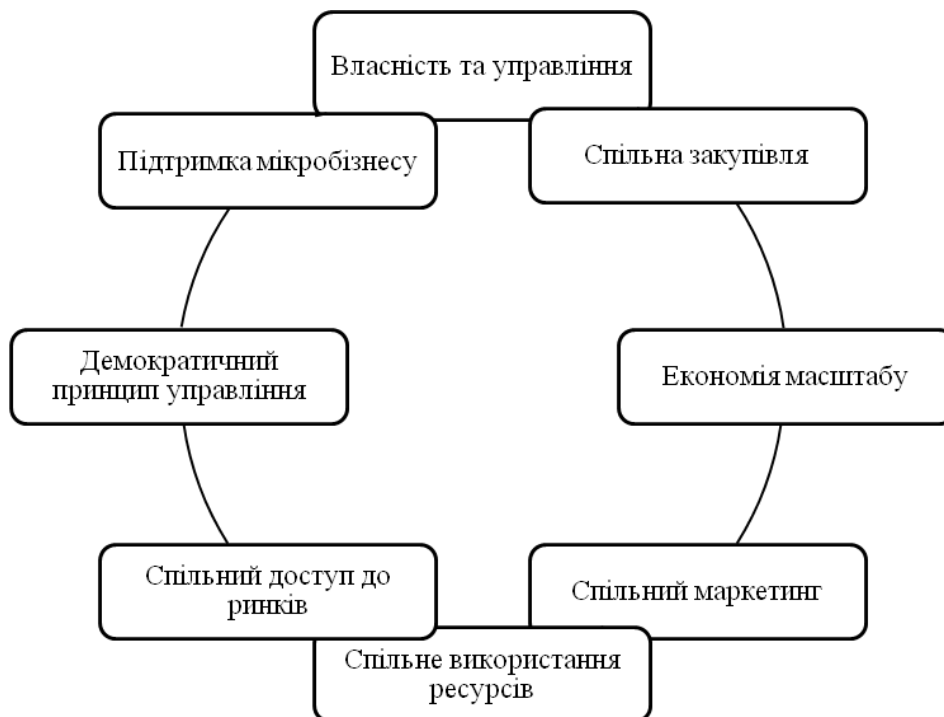 Власність та управління
Підтримка мікробізнесу
Спільна закупівля
Демократичний
принцип управління
Економія масштабу
Спільний доступ до
ринків
Спільний маркетинг
Спільне використання
ресурсів